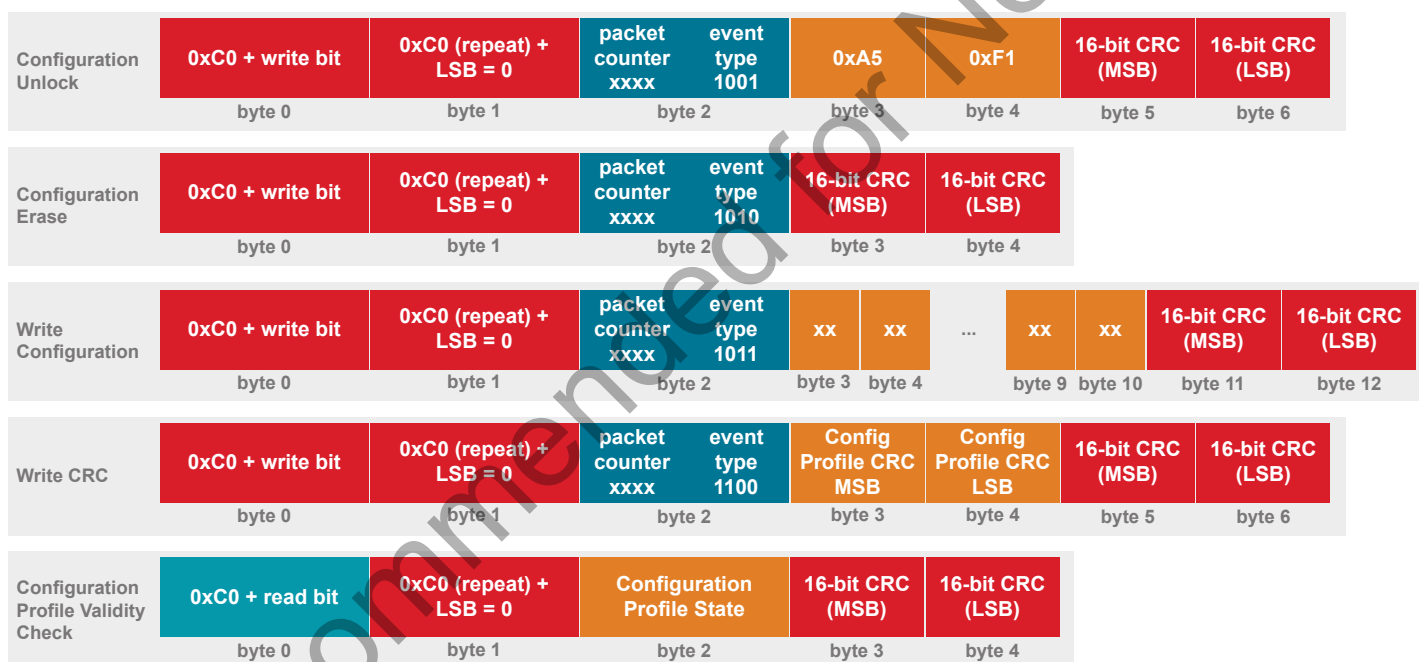 Configuration
Unlock
0xC0 + write bit
0xC0 (repeat) +
LSB = 0
packet event
counter type
xxxx 1001
0xA5
0xF1
16-bit CRC
(MSB)
16-bit CRC
(LSB)
byte 0 byte 1 byte 2 byte 3 byte 4 byte 5 byte 6
Configuration
Erase
0xC0 + write bit
0xC0 (repeat) +
LSB = 0
packet event
counter type
xxxx 1010
16-bit CRC
(MSB)
16-bit CRC
(LSB)
byte 0 byte 1 byte 2 byte 3 byte 4
Write
Configuration
0xC0 + write bit
0xC0 (repeat) +
LSB = 0
packet event
counter type
xxxx 1011
xx
xx
...
xx
xx
16-bit CRC
(MSB)
16-bit CRC
(LSB)
byte 0 byte 1 byte 2 byte 3 byte 4 byte 9 byte 10 byte 11 byte 12
Write CRC
0xC0 + write bit
0xC0 (repeat) +
LSB = 0
packet event
counter type
xxxx 1100
Config
Profile CRC
MSB
Config
Profile CRC
LSB
16-bit CRC
(MSB)
16-bit CRC
(LSB)
byte 0 byte 1 byte 2 byte 3 byte 4 byte 5 byte 6
Configuration
Profile Validity
Check
0xC0 + read bit
0xC0 (repeat) +
LSB = 0
Configuration
Profile State
16-bit CRC
(MSB)
16-bit CRC
(LSB)
byte 0 byte 1 byte 2 byte 3 byte 4
for